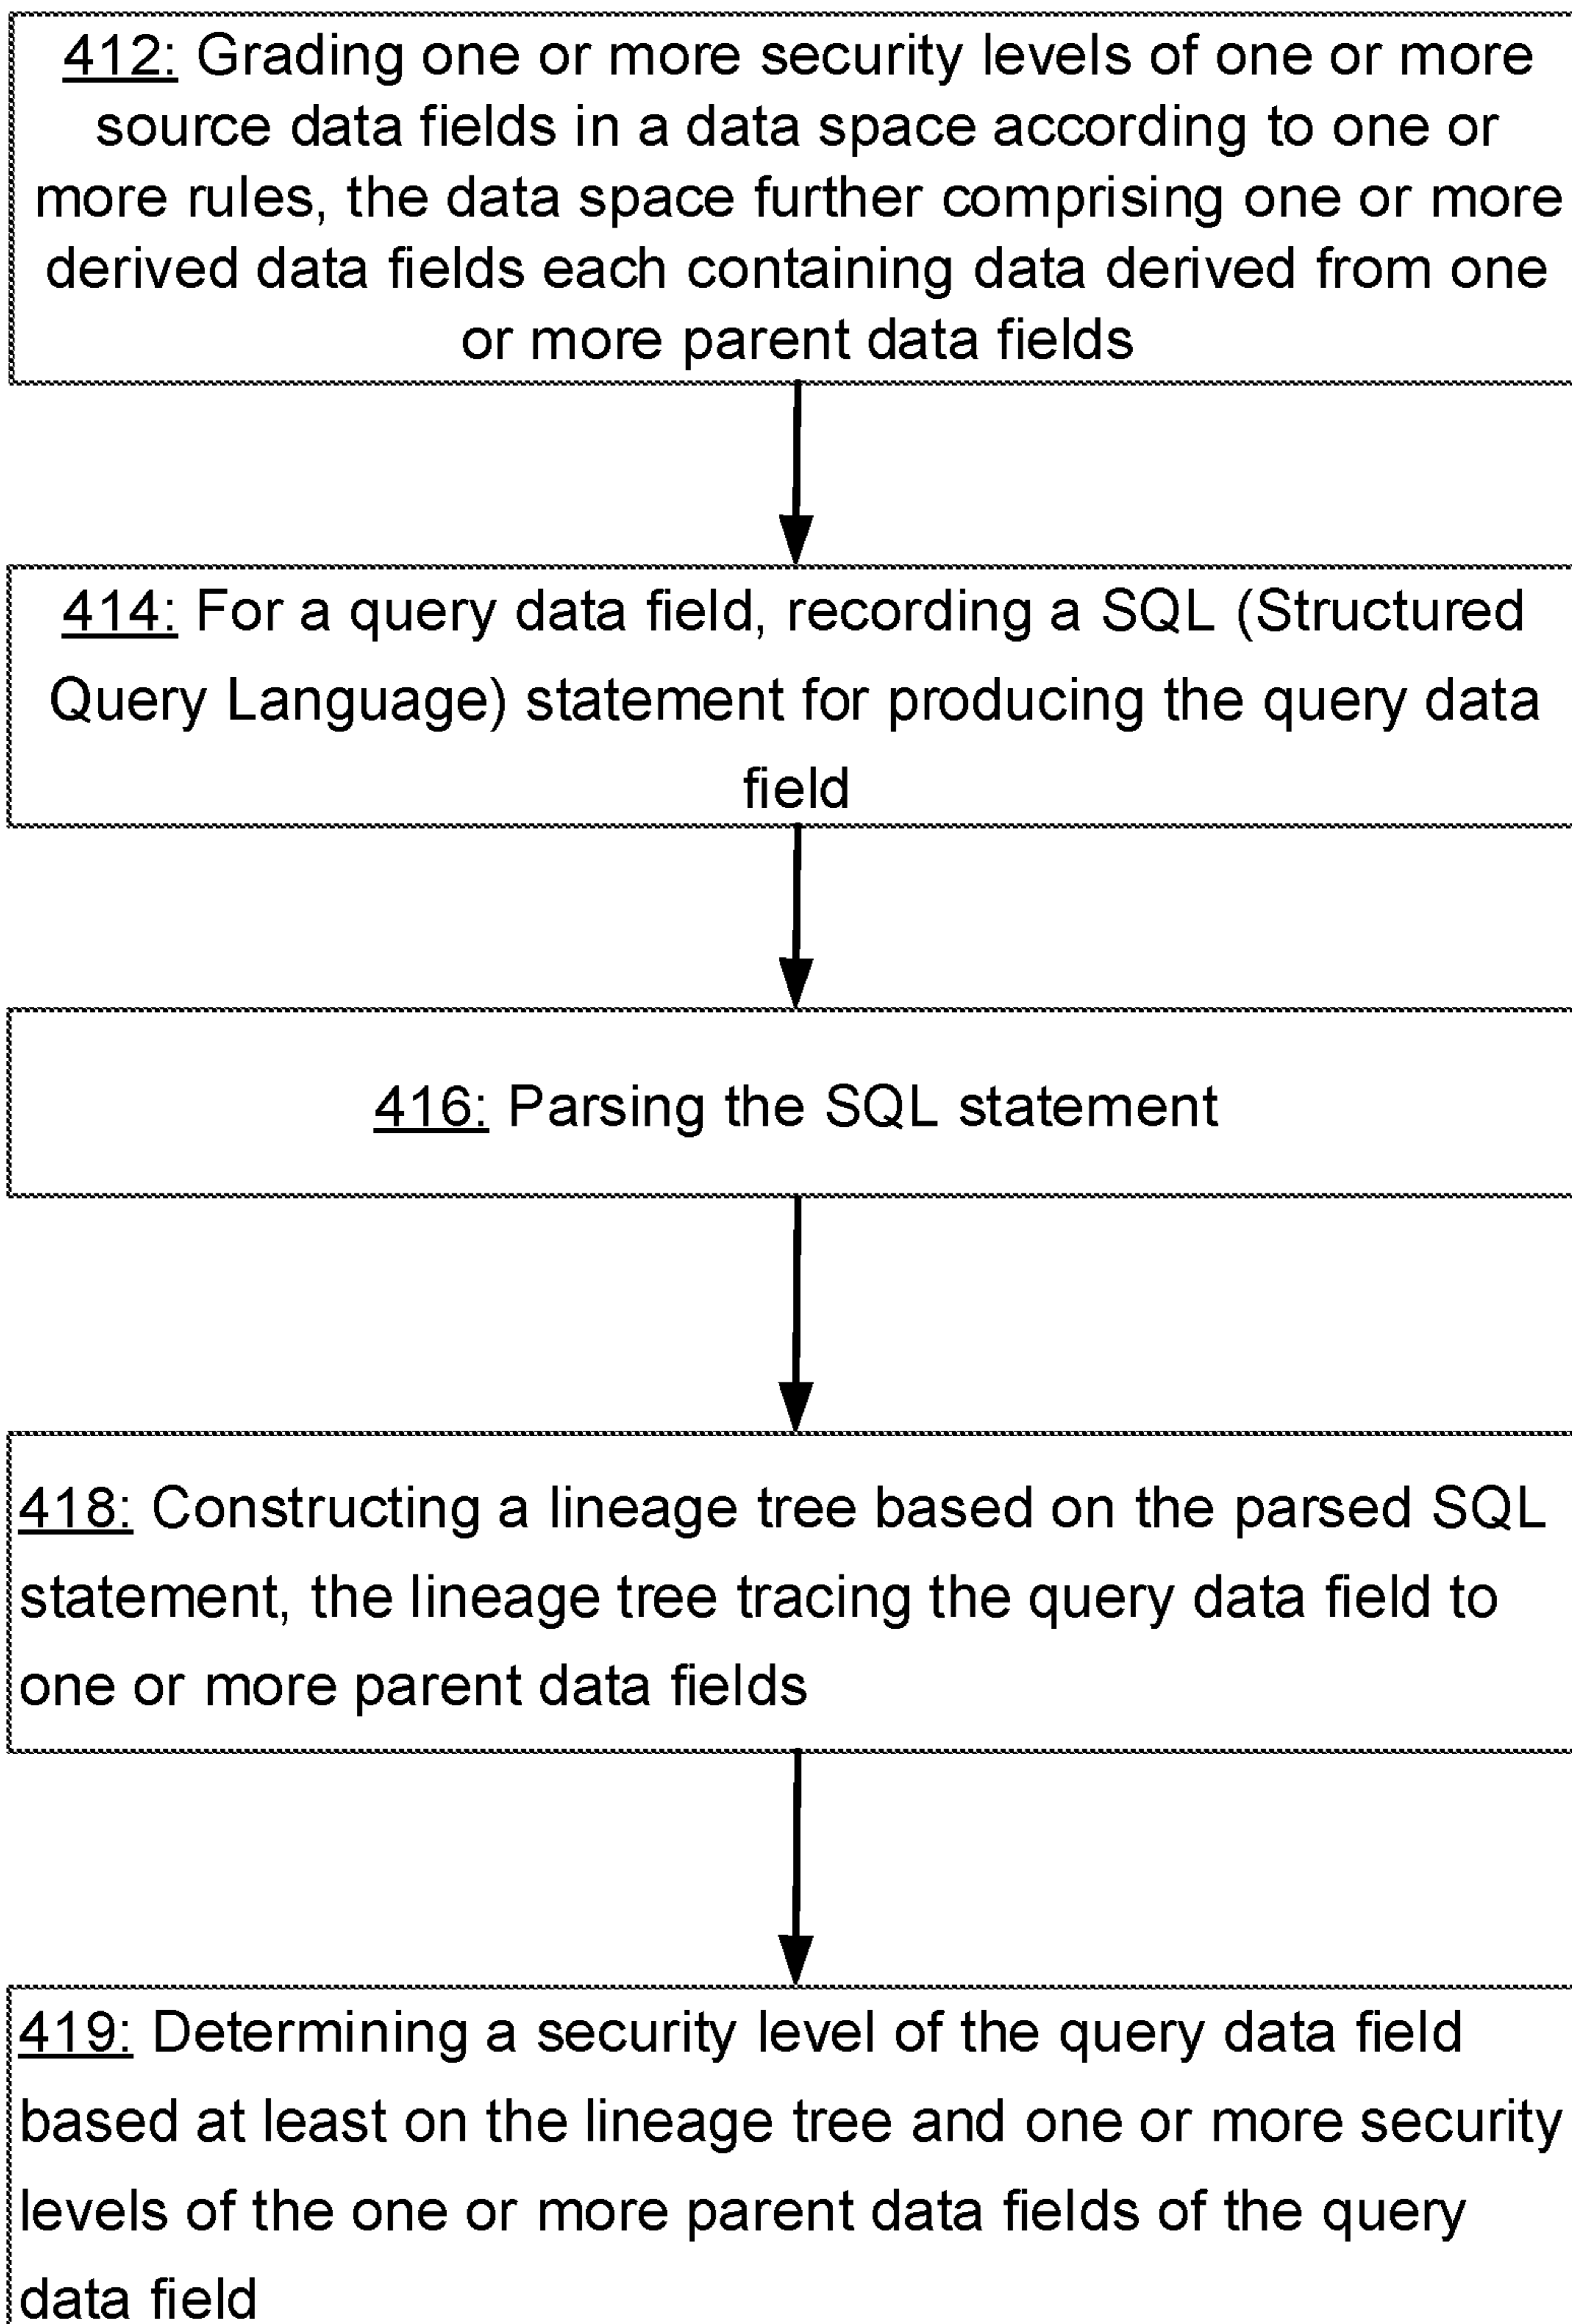 412: Grading one or more security levels of one or more
source data fields in a data space according to one or
more rules, the data space further comprising one or more
derived data fields each containing data derived from one
or more parent data fields
414: For a query data field, recording a SQL (Structured
Query Language) statement for producing the query data
field
416: Parsing the SQL statement
418: Constructing a lineage tree based on the parsed SQL
statement, the lineage tree tracing the query data field to
one or more parent data fields
419: Determining a security level of the query data field
based at least on the lineage tree and one or more security
levels of the one or more parent data fields of the query
data field